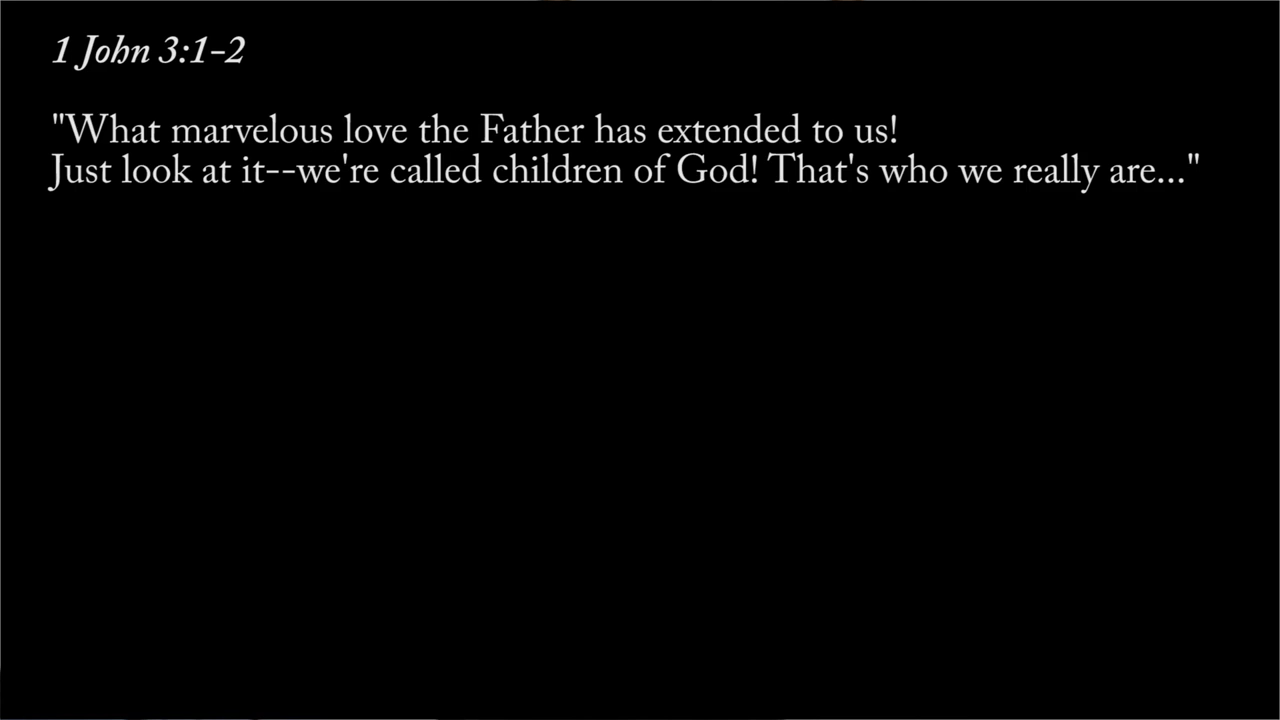 1 John 3:1-2
"What marvelous love the Father has extended to us!
Just look at it--we're called children of God! That's who we really are..."